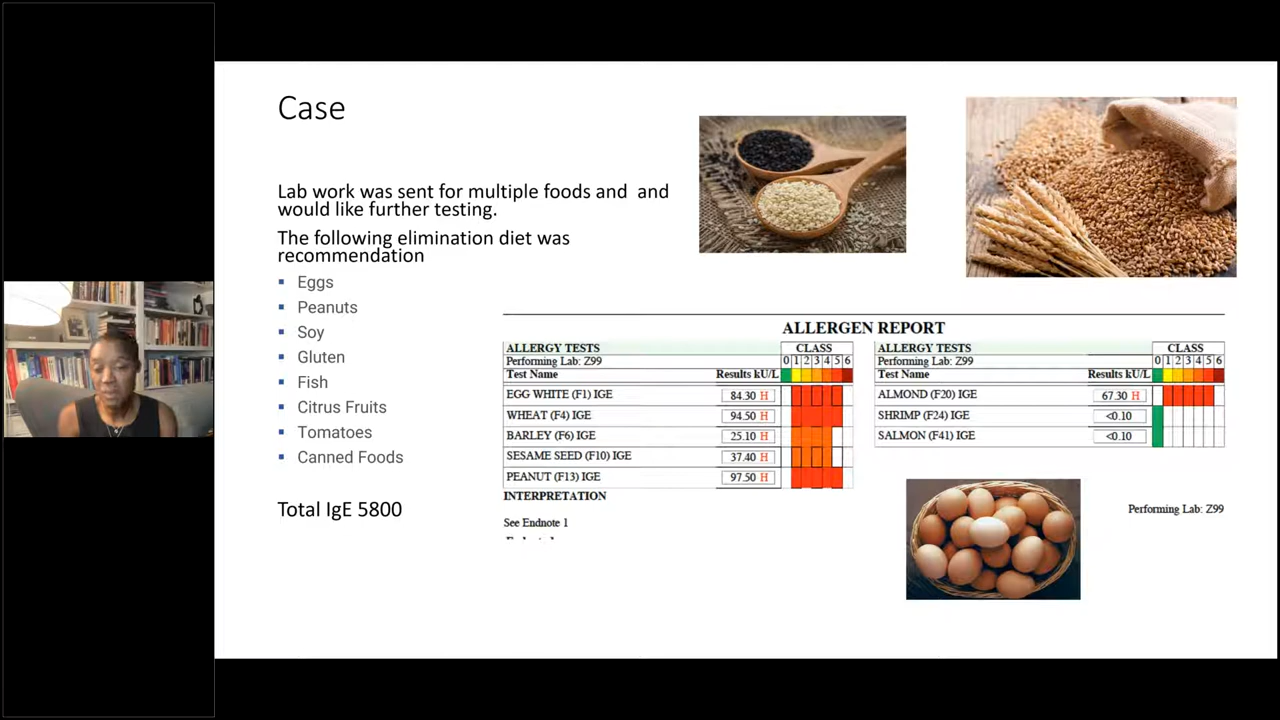 Case
Lab work was sent for multiple foods and  and
would like further testing.
The following elimination diet was
recommendation
Eggs
Peanuts
Soy
Gluten
Fish
Citrus Fruits
Tomatoes
Canned Foods
Total IgE 5800
ALLERGEN REPORT
ALLERGY TESTS CLASS
Performing Lab: Z99 0 1 2 3 4 5 6
Test Name Results kU/L
EGG WHITE (F1) IGE 84.30 H
WHEAT (F4) IGE 94.50 H
BARLEY (F6) IGE 25.10 H
SESAME SEED (F10) IGE 37.40 H
PEANUT (F13) IGE 97.50 H
INTERPRETATION
See Endnote 1
ALLERGY TESTS CLASS
Performing Lab: Z99 0 1 2 3 4 5 6
Test Name Results kU/L
ALMOND (F20) IGE 67.30 H
SHRIMP (F24) IGE <0.10
SALMON (F41) IGE <0.10
Performing Lab: Z99